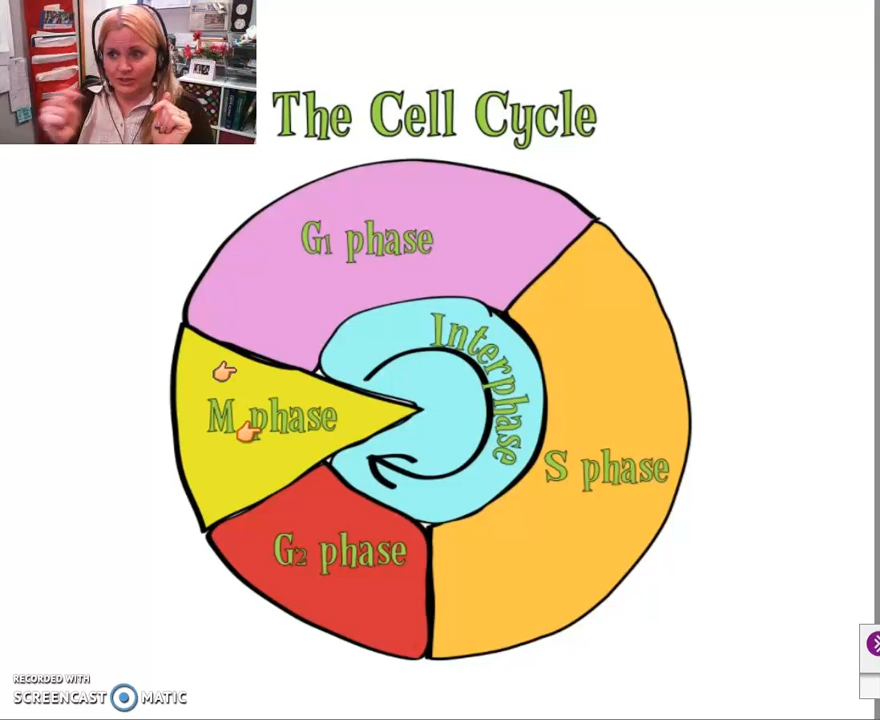 The Cell Cycle
G1 phase
Interphase
M phase
S phase
G2 phase
RECORDED WITH
SCREENCAST MATIC